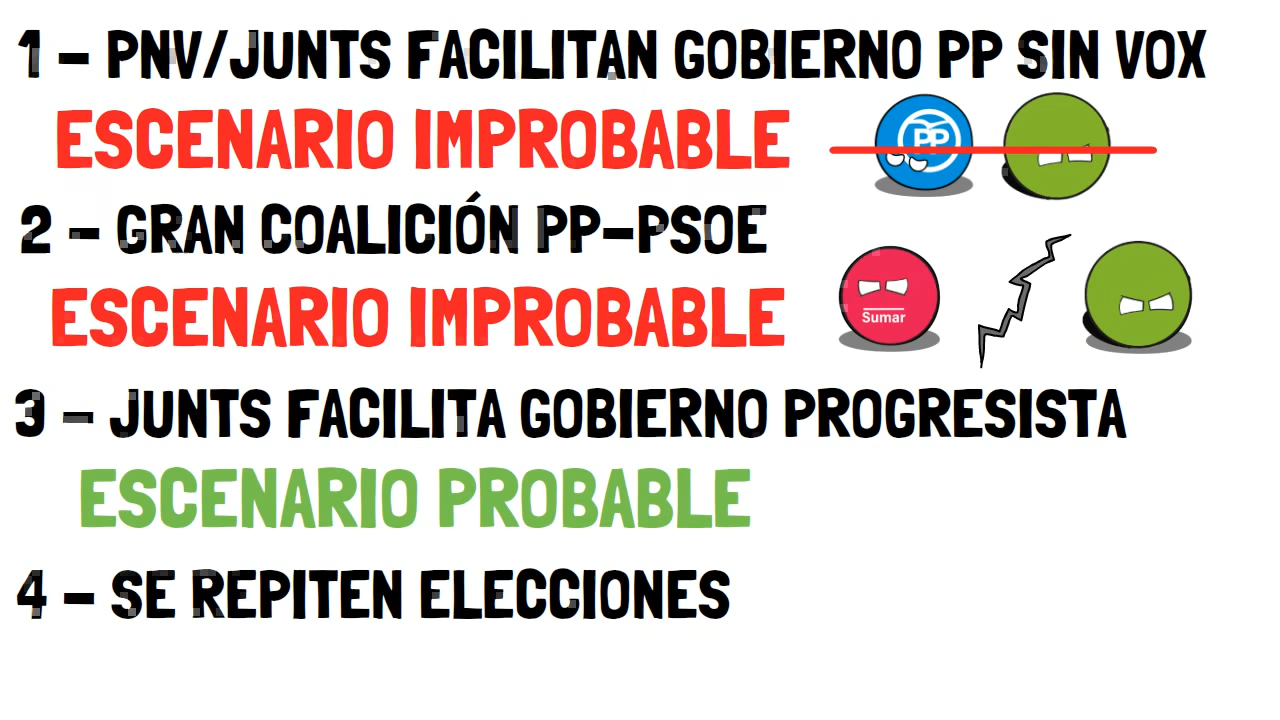 1 – PNV/JUNTS FACILITAN GOBIERNO PP SIN VOX
ESCENARIO IMPROBABLE
PP
2 – GRAN COALICIÓN PP-PSOE
ESCENARIO IMPROBABLE
Sumar
3 – JUNTS FACILITA GOBIERNO PROGRESISTA
ESCENARIO PROBABLE
4 – SE REPITEN ELECCIONES